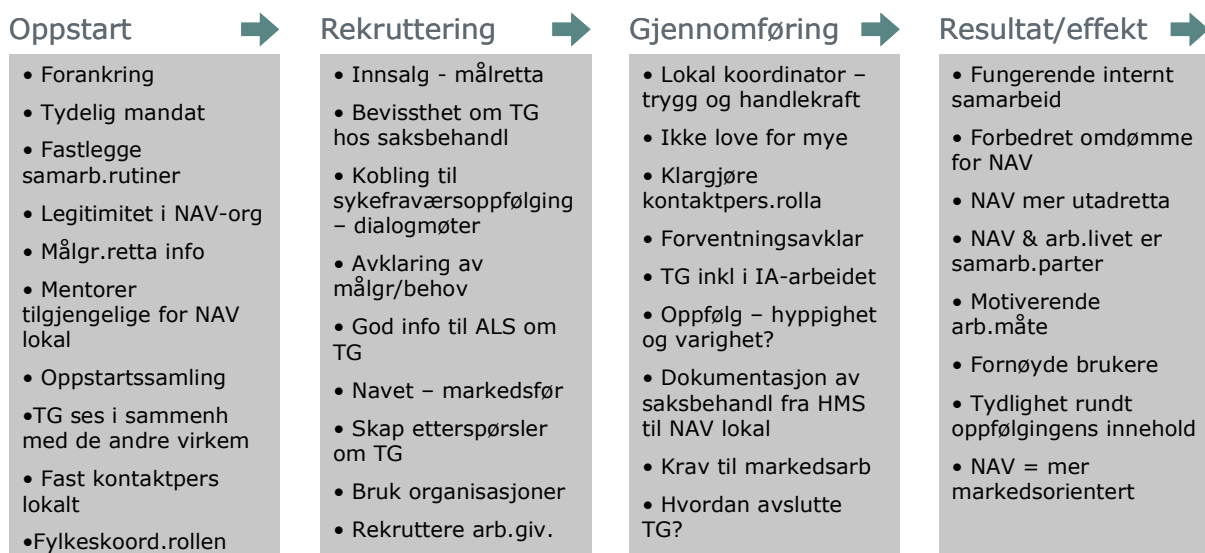 Oppstart
• Forankring
• Tydelig mandat
• Fastlegge
samarb.rutiner
• Legitimitet i NAV-org
• Målgr.retta info
• Mentorer
tilgjengelige for NAV
lokal
• Oppstartssamling
•TG ses i sammenh
med de andre virkem
• Fast kontaktpers
lokalt
•Fylkeskoord.rollen
Rekruttering
• Innsalg - målretta
• Bevissthet om TG
hos saksbehandl
• Kobling til
sykefraværsoppfølging
– dialogmøter
• Avklaring av
målgr/behov
• God info til ALS om
TG
• Navet – markedsfør
• Skap etterspørsler
om TG
• Bruk organisasjoner
• Rekruttere arb.giv.
Gjennomføring
• Lokal koordinator –
trygg og handlekraft
• Ikke love for mye
• Klargjøre
kontaktpers.rolla
• Forventningsavklar
• TG inkl i IA-arbeidet
• Oppfølg – hyppighet
og varighet?
• Dokumentasjon av
saksbehandl fra HMS
til NAV lokal
• Krav til markedsarb
• Hvordan avslutte
TG?
Resultat/effekt
• Fungerende internt
samarbeid
• Forbedret omdømme
for NAV
• NAV mer utadretta
• NAV & arb.livet er
samarb.parter
• Motiverende
arb.måte
• Fornøyde brukere
• Tydlighet rundt
oppfølgingens innehold
• NAV = mer
markedsorientert